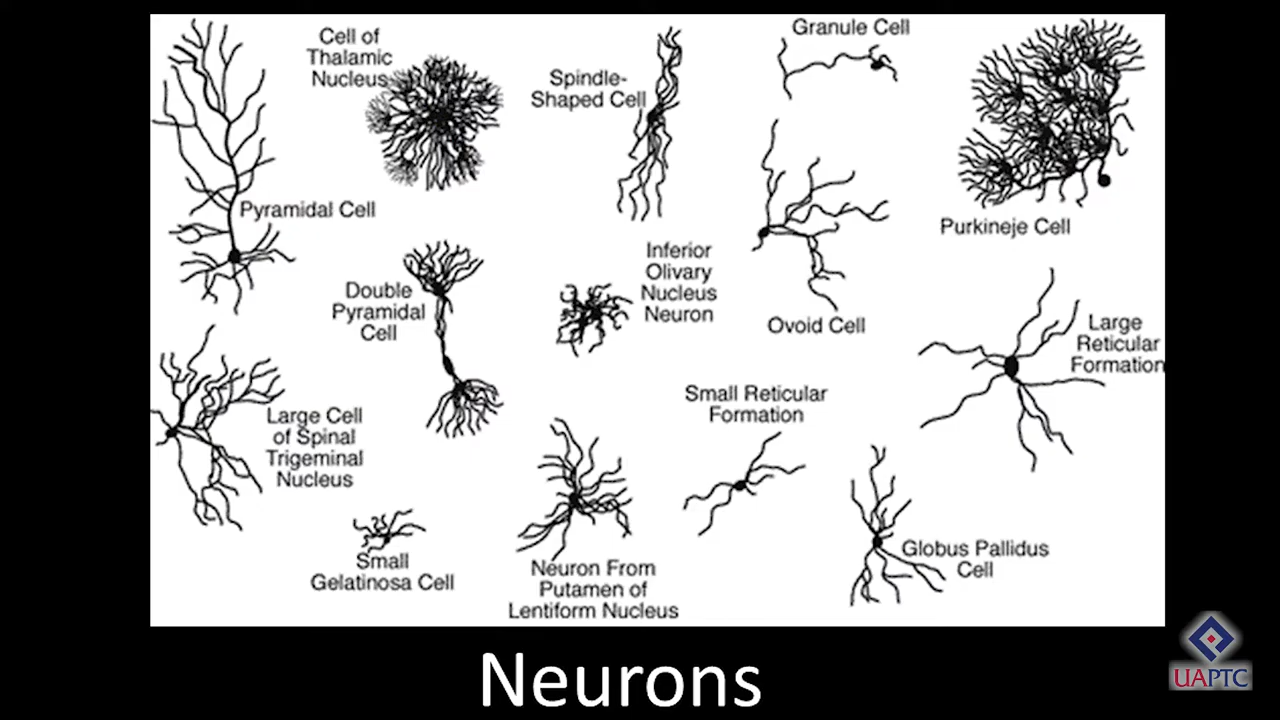 Cell of
Thalamic
Nucleus
Spindle-
Shaped Cell
Granule Cell
Pyramidal Cell
Purkineje Cell
Double
Pyramidal
Cell
Inferior
Olivary
Nucleus
Neuron
Ovoid Cell
Large
Reticular
Formation
Large Cell
of Spinal
Trigeminal
Nucleus
Small Reticular
Formation
Small
Gelatinosa Cell
Neuron From
Putamen of
Lentiform Nucleus
Globus Pallidus
Cell
Neurons
UAPTC